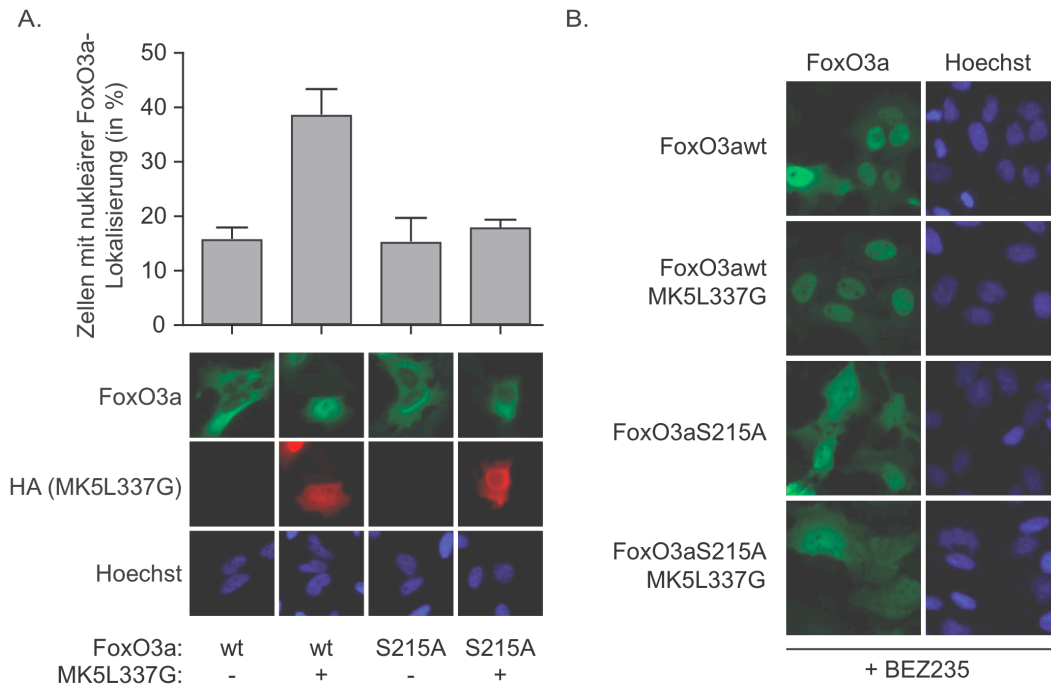 A.
Zellen mit nukleärer FoxO3a-
Lokalisierung (in %)
50
40
30
20
10
0
FoxO3a
HA (MK5L337G)
Hoechst
FoxO3a: wt wt S215A S215A
MK5L337G: - + - +
B.
FoxO3a Hoechst
FoxO3awt
FoxO3awt
MK5L337G
FoxO3aS215A
FoxO3aS215A
MK5L337G
+ BEZ235